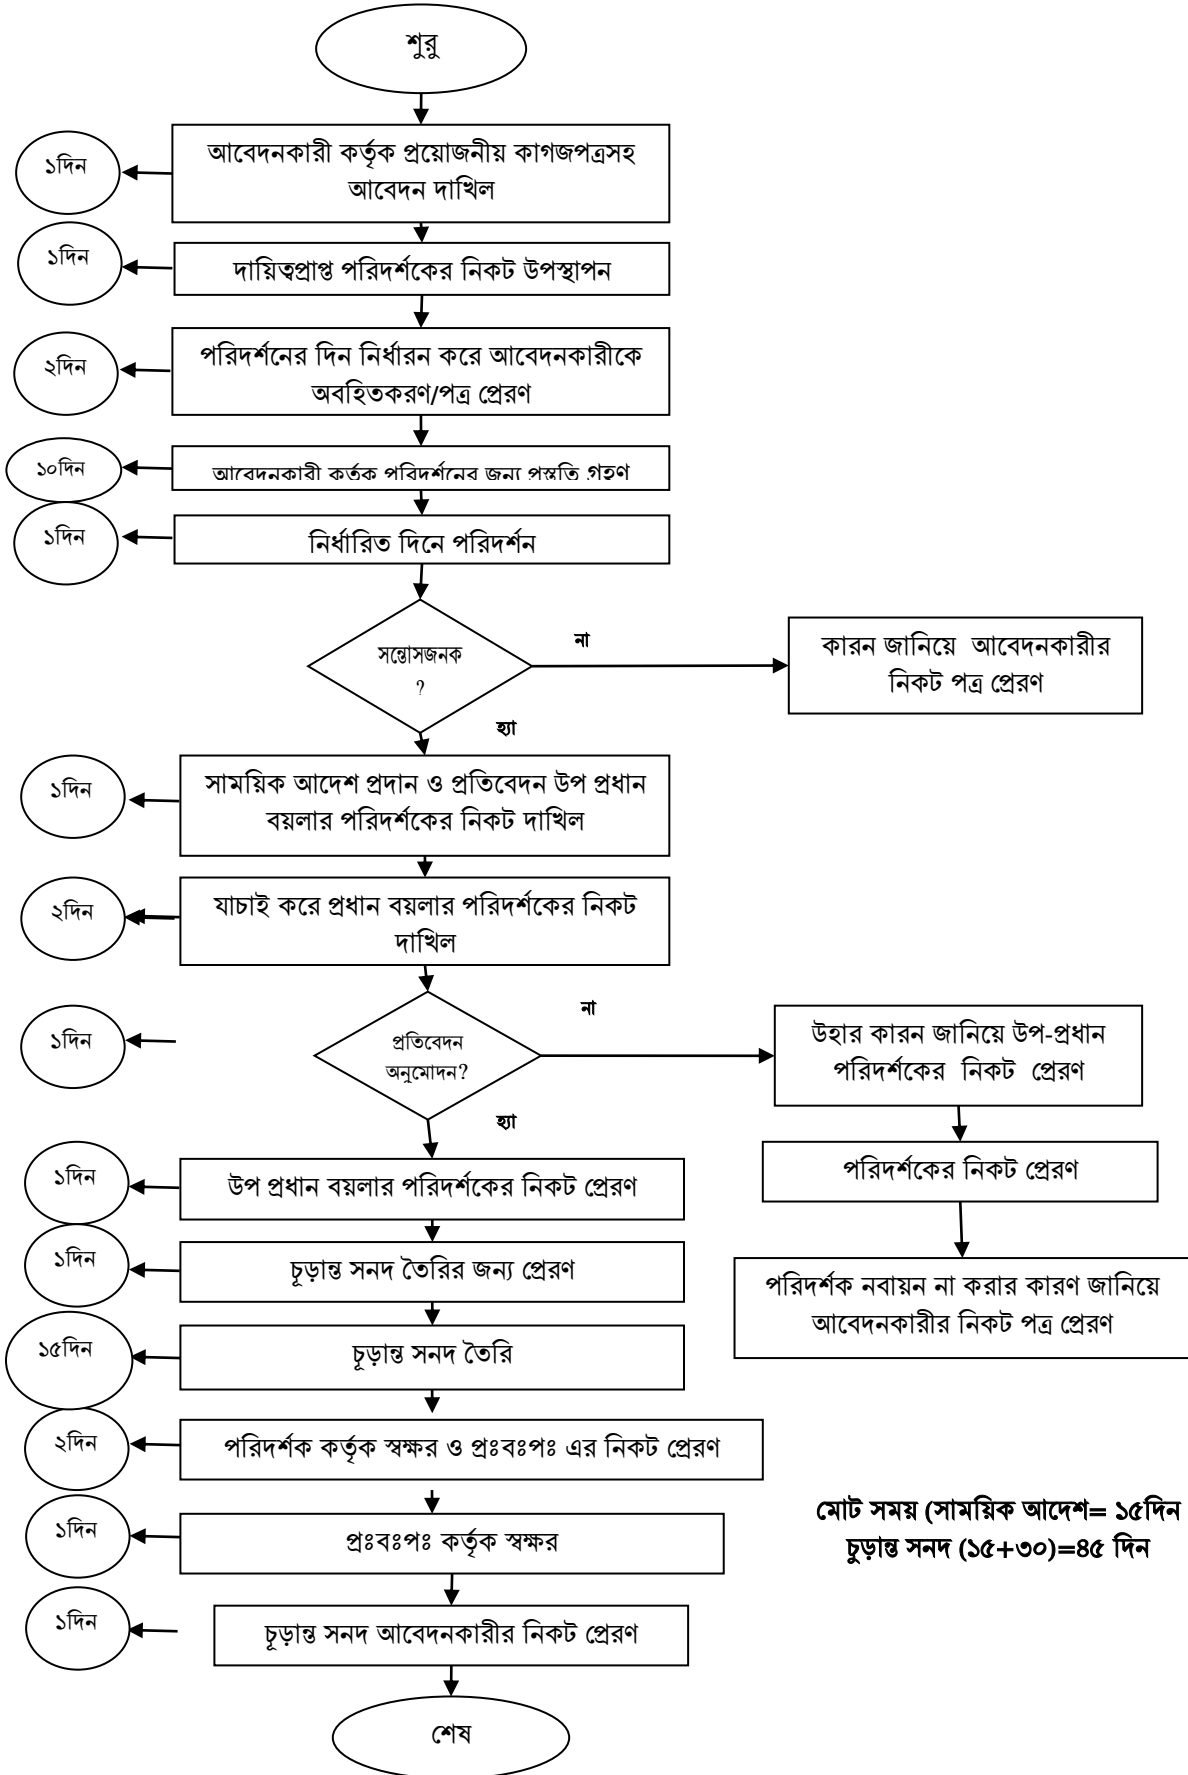 শুরু
১দিন
আবেদনকারী কর্তৃক প্রয়োজনীয় কাগজপত্রসহ
আবেদন দাখিল
১দিন
দায়িত্বপ্রাপ্ত পরিদর্শকের নিকট উপস্থাপন
২দিন
পরিদর্শনের দিন নির্ধারন করে আবেদনকারীকে
অবহিতকরণ/পত্র প্রেরণ
১০দিন
আবেদনকারী কর্তৃক পরিদর্শনের জন্য প্রস্তুতি গ্রহণ
১দিন
নির্ধারিত দিনে পরিদর্শন
সন্তোসজনক
?
না
কারন জানিয়ে আবেদনকারীর
নিকট পত্র প্রেরণ
হ্যা
১দিন
সাময়িক আদেশ প্রদান ও প্রতিবেদন উপ প্রধান
বয়লার পরিদর্শকের নিকট দাখিল
২দিন
যাচাই করে প্রধান বয়লার পরিদর্শকের নিকট
দাখিল
১দিন
প্রতিবেদন
অনুমোদন?
না
উহার কারন জানিয়ে উপ-প্রধান
পরিদর্শকের নিকট প্রেরণ
হ্যা
পরিদর্শকের নিকট প্রেরণ
পরিদর্শক নবায়ন না করার কারণ জানিয়ে
আবেদনকারীর নিকট পত্র প্রেরণ
১দিন
উপ প্রধান বয়লার পরিদর্শকের নিকট প্রেরণ
১দিন
চূড়ান্ত সনদ তৈরির জন্য প্রেরণ
১৫দিন
চূড়ান্ত সনদ তৈরি
২দিন
পরিদর্শক কর্তৃক স্বক্ষর ও প্রঃবঃপঃ এর নিকট প্রেরণ
১দিন
প্রঃবঃপঃ কর্তৃক স্বক্ষর
মোট সময় (সাময়িক আদেশ= ১৫দিন
চুড়ান্ত সনদ (১৫+৩০)=৪৫ দিন
১দিন
চূড়ান্ত সনদ আবেদনকারীর নিকট প্রেরণ
শেষ